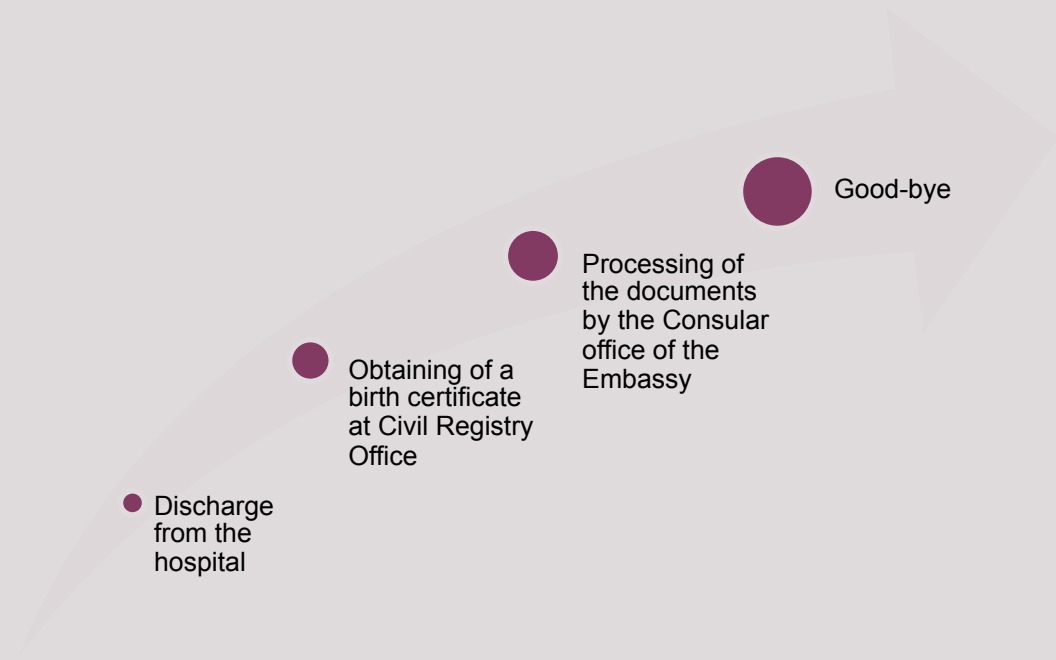 Discharge
from the
hospital
Obtaining of a
birth certificate
at Civil Registry
Office
Processing of
the documents
by the Consular
office of the
Embassy
Good-bye